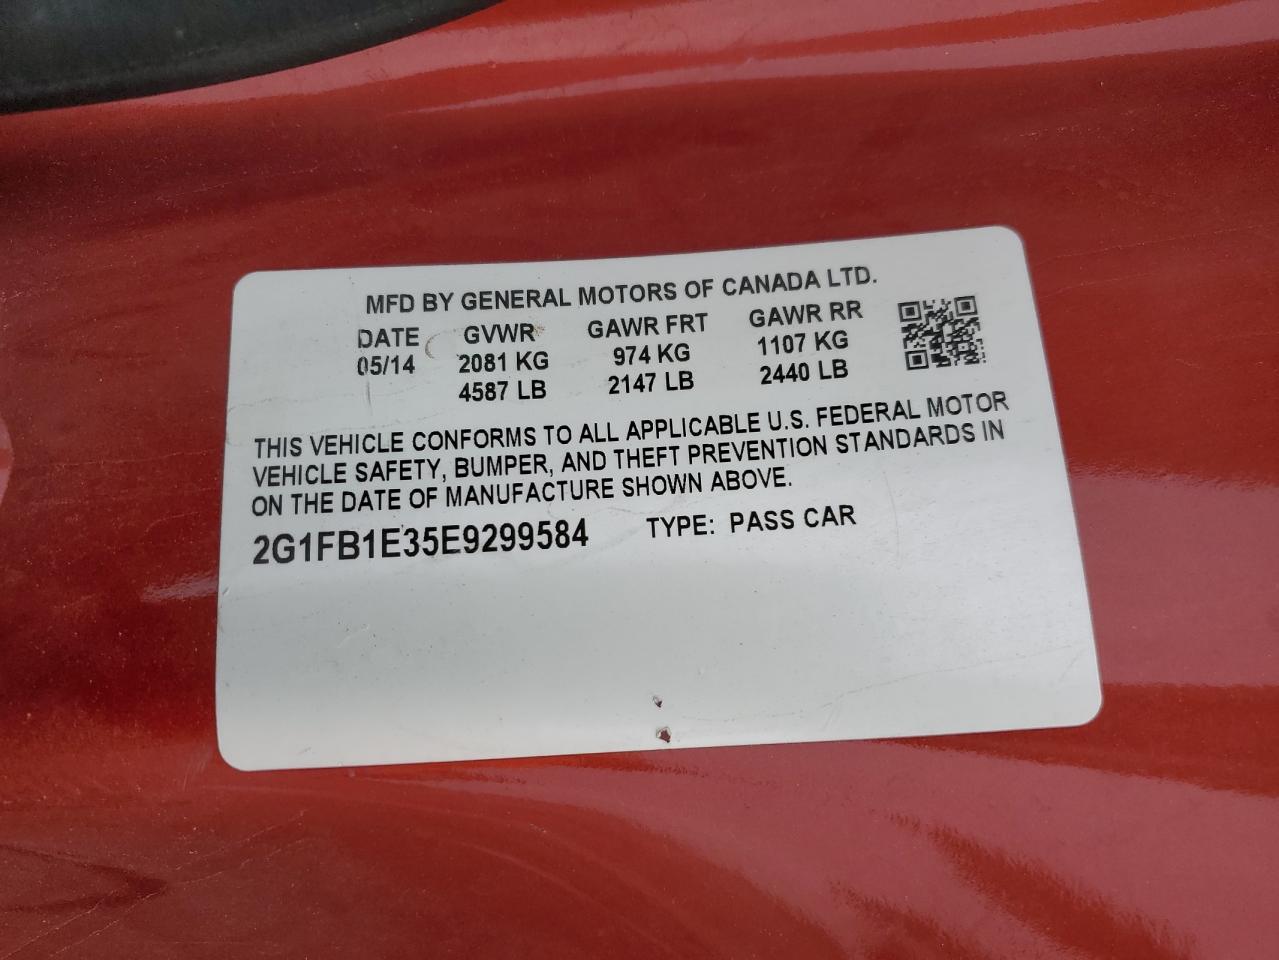 MFD BY GENERAL MOTORS OF CANADA LTD.
DATE GVWR GAWR FRT GAWR RR
05/14 2081 KG 974 KG 1107 KG
4587 LB 2147 LB 2440 LB
THIS VEHICLE CONFORMS TO ALL APPLICABLE U.S. FEDERAL MOTOR
VEHICLE SAFETY, BUMPER, AND THEFT PREVENTION STANDARDS IN
ON THE DATE OF MANUFACTURE SHOWN ABOVE.
2G1FB1E35E9299584 TYPE: PASS CAR